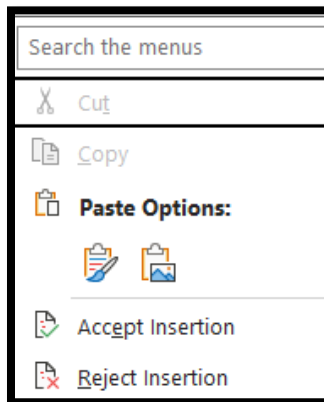 Search the menus
Cut
Copy
Paste Options:
Accept Insertion
Reject Insertion